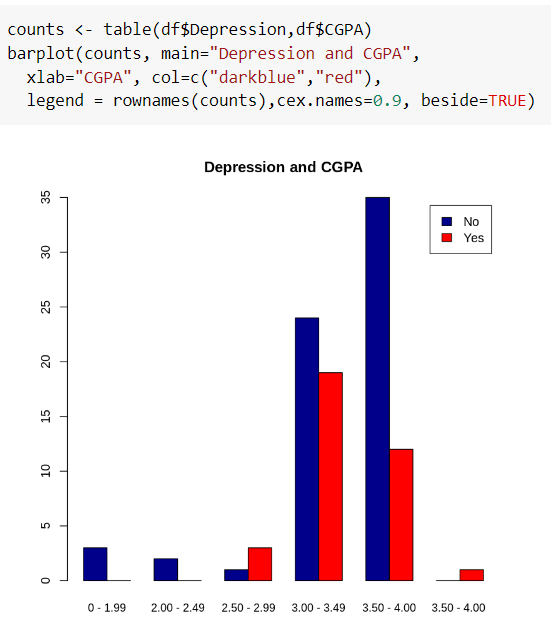 counts <- table(df$Depression,df$CGPA)
barplot(counts, main="Depression and CGPA",
  xlab="CGPA", col=c("darkblue","red"),
  legend = rownames(counts),cex.names=0.9, beside=TRUE)
Depression and CGPA
35
30
25
20
15
10
5
0
No
Yes
0 - 1.99 2.00 - 2.49 2.50 - 2.99 3.00 - 3.49 3.50 - 4.00 3.50 - 4.00